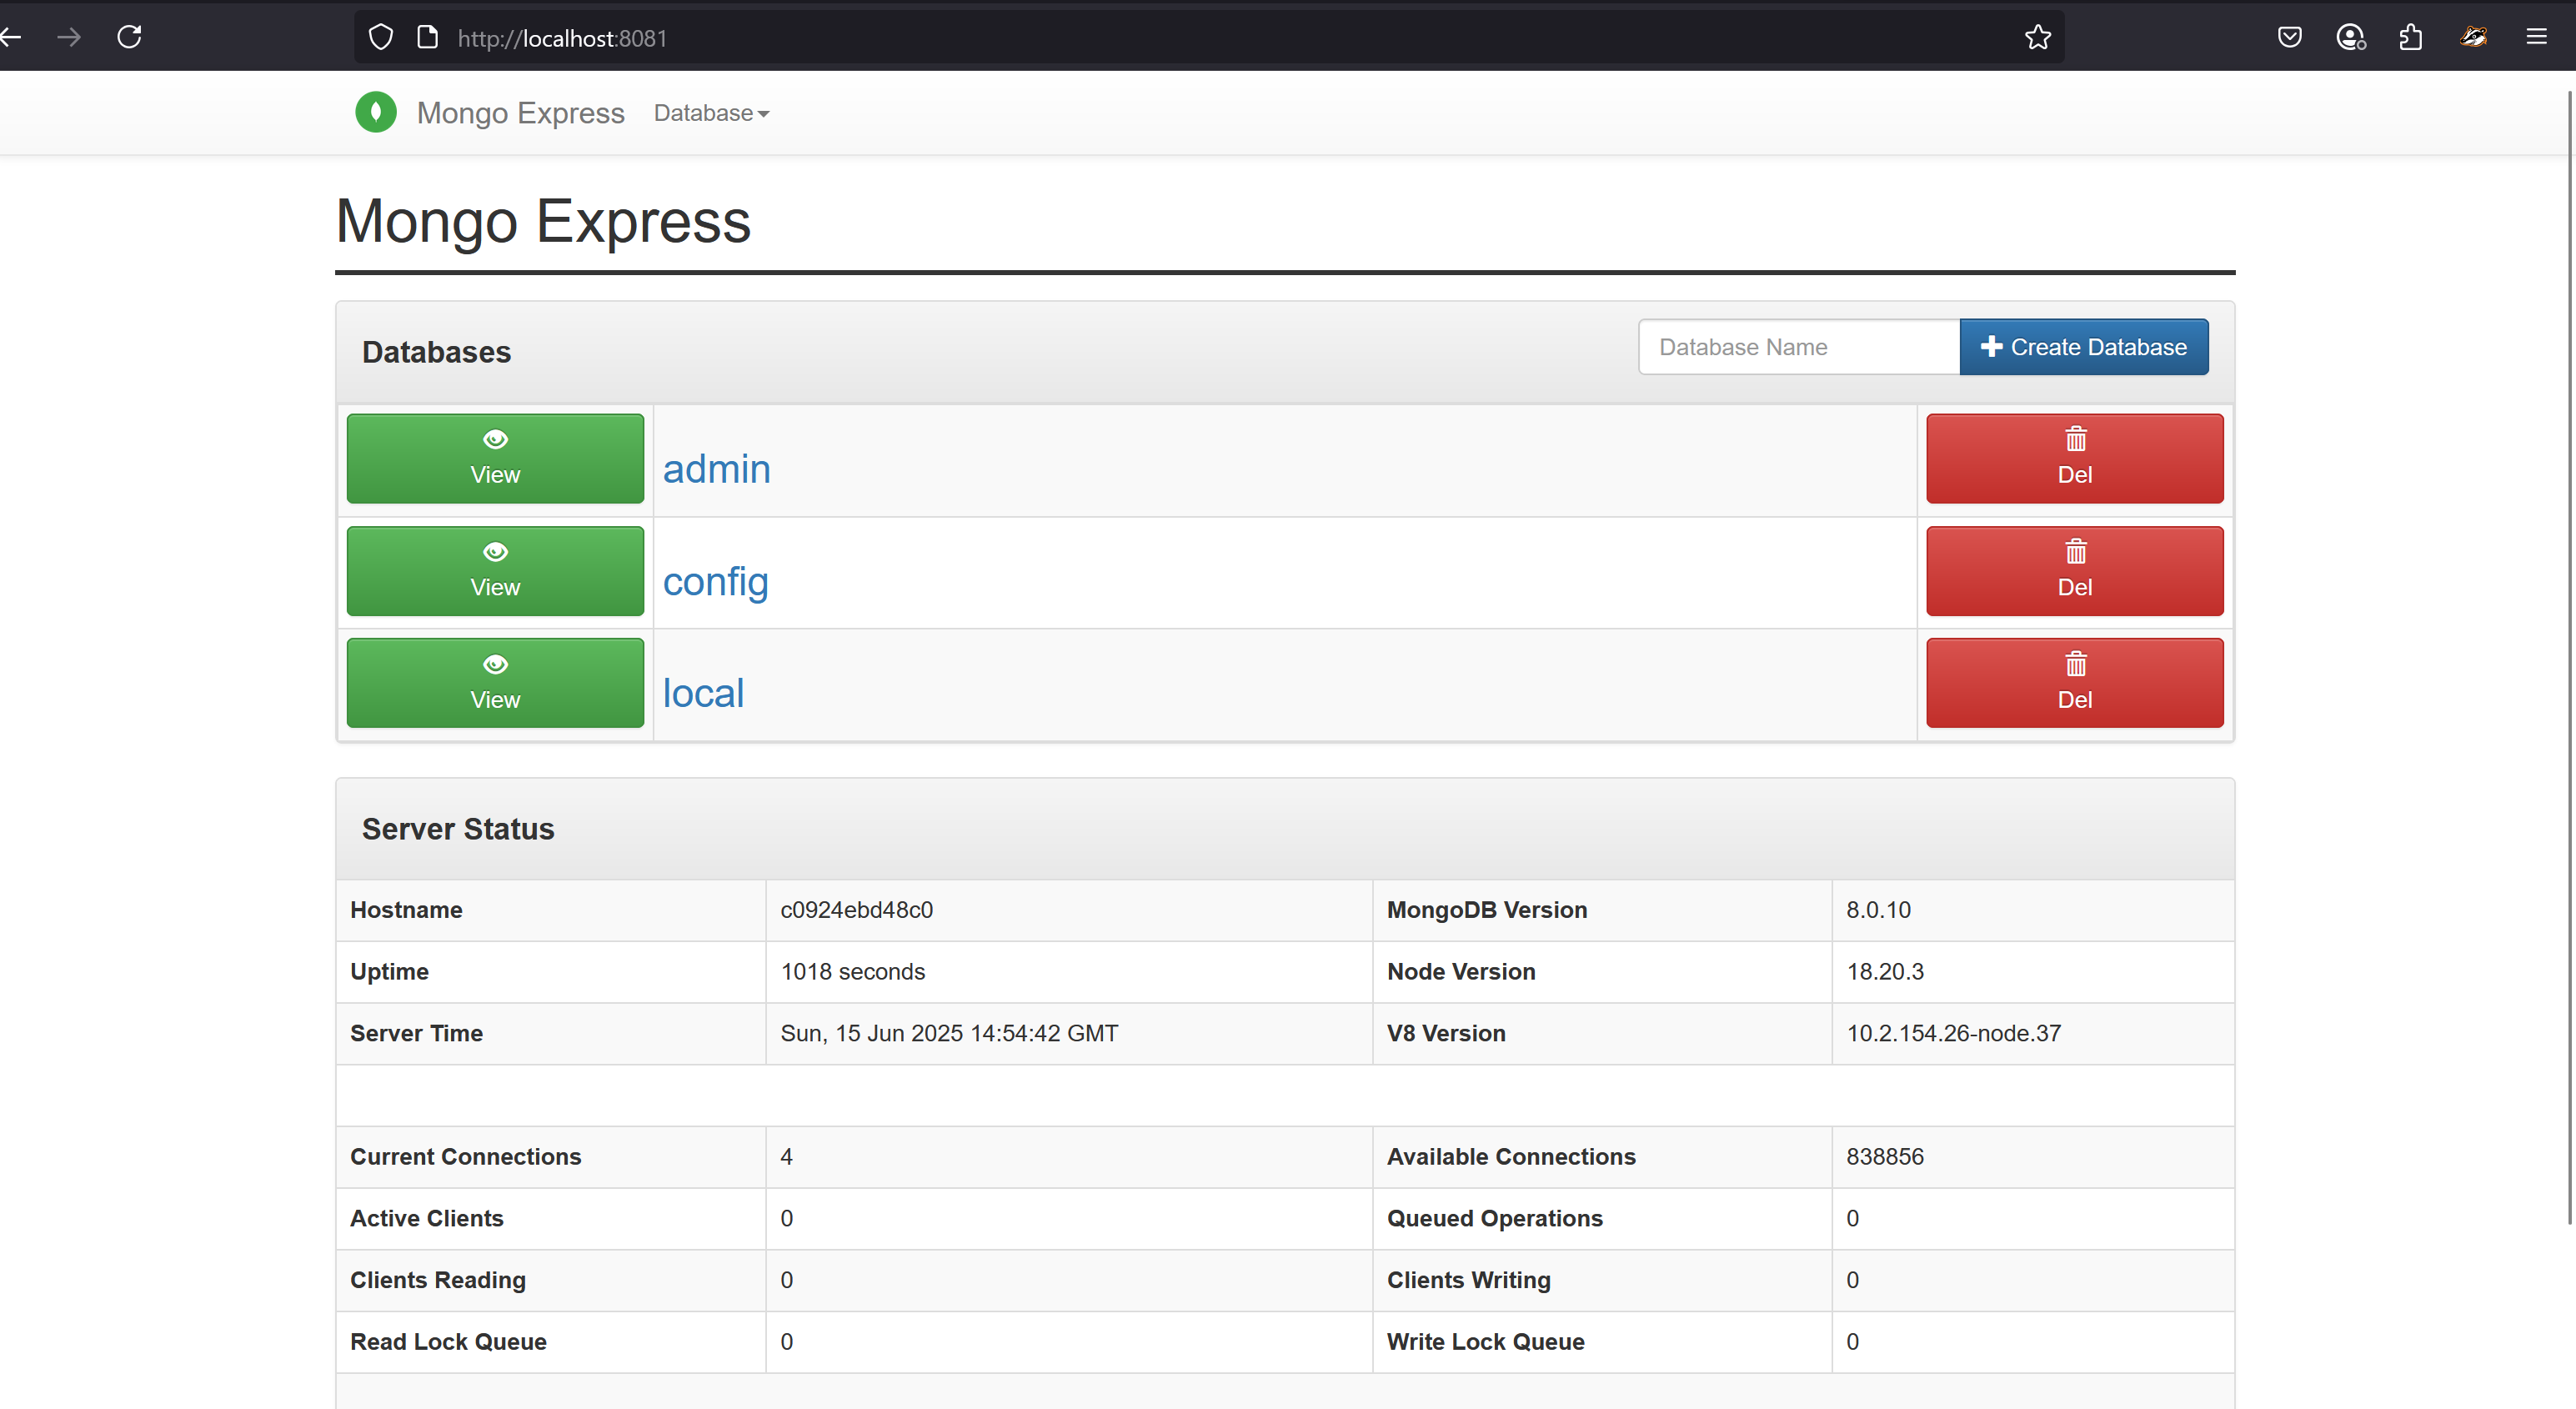 http://localhost:8081
Mongo Express Database
Mongo Express
Databases Database Name Create Database
View admin Del
View config Del
View local Del
Server Status
Hostname c0924ebd48c0 MongoDB Version 8.0.10
Uptime 1018 seconds Node Version 18.20.3
Server Time Sun, 15 Jun 2025 14:54:42 GMT V8 Version 10.2.154.26-node.37
Current Connections 4 Available Connections 838856
Active Clients 0 Queued Operations 0
Clients Reading 0 Clients Writing 0
Read Lock Queue 0 Write Lock Queue 0